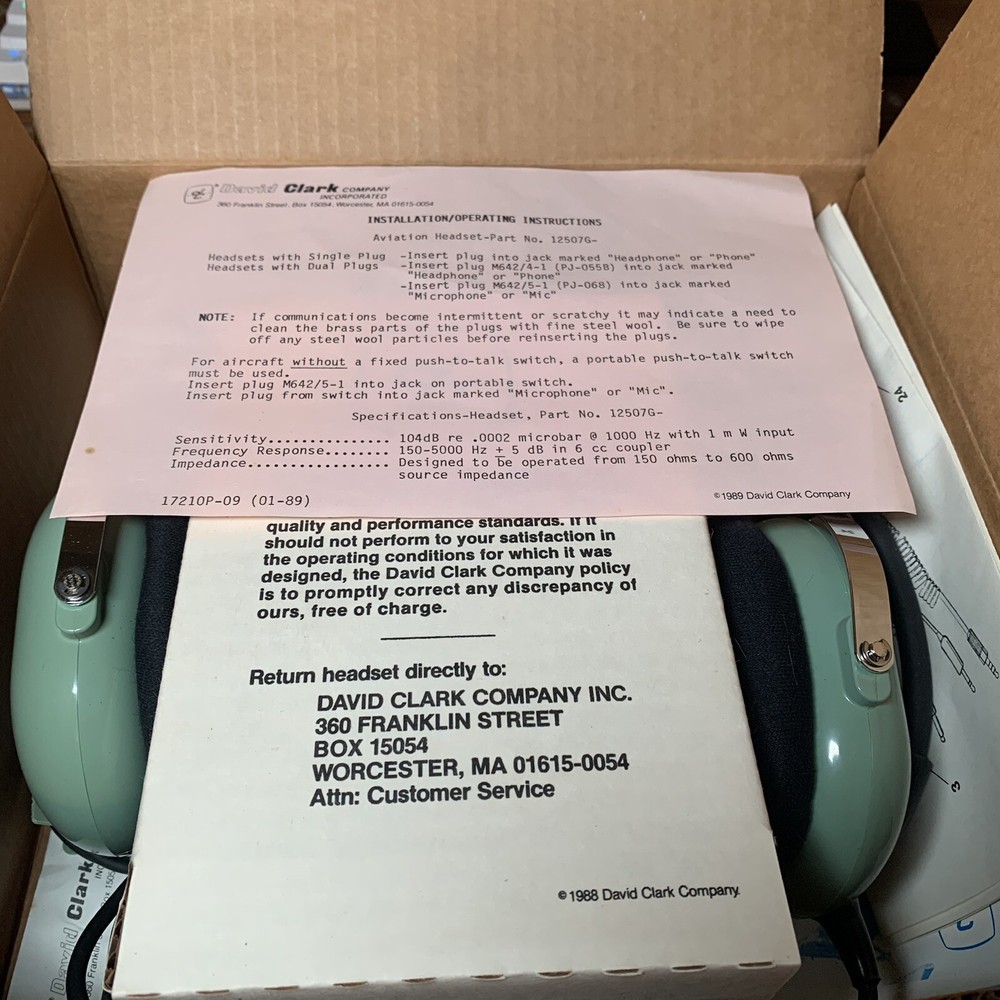 David Clark COMPANY
INCORPORATED
360 Franklin Street, Box 15054, Worcester, MA 01615-0054
INSTALLATION/OPERATING INSTRUCTIONS
Aviation Headset-Part No. 12507G-
Headsets with Single Plug -Insert plug into jack marked "Headphone" or "Phone"
Headsets with Dual Plugs -Insert plug M642/4-1 (PJ-055B) into jack marked
"Headphone" or "Phone"
-Insert plug M642/5-1 (PJ-068) into jack marked
"Microphone" or "Mic"
NOTE: If communications become intermittent or scratchy it may indicate a need to
clean the brass parts of the plugs with fine steel wool. Be sure to wipe
off any steel wool particles before reinserting the plugs.
For aircraft without a fixed push-to-talk switch, a portable push-to-talk switch
must be used.
Insert plug M642/5-1 into jack on portable switch.
Insert plug from switch into jack marked "Microphone" or "Mic".
Specifications-Headset, Part No. 12507G-
Sensitivity............... 104dB re .0002 microbar @ 1000 Hz with 1 m W input
Frequency Response........ 150-5000 Hz ± 5 dB in 6 cc coupler
Impedance................. Designed to be operated from 150 ohms to 600 ohms
source impedance
17210P-09 (01-89)
©1989 David Clark Company
quality and performance standards. If it
should not perform to your satisfaction in
the operating conditions for which it was
designed, the David Clark Company policy
is to promptly correct any discrepancy of
ours, free of charge.
Return headset directly to:
DAVID CLARK COMPANY INC.
360 FRANKLIN STREET
BOX 15054
WORCESTER, MA 01615-0054
Attn: Customer Service
©1988 David Clark Company
24
3
David Clark
360 Franklin